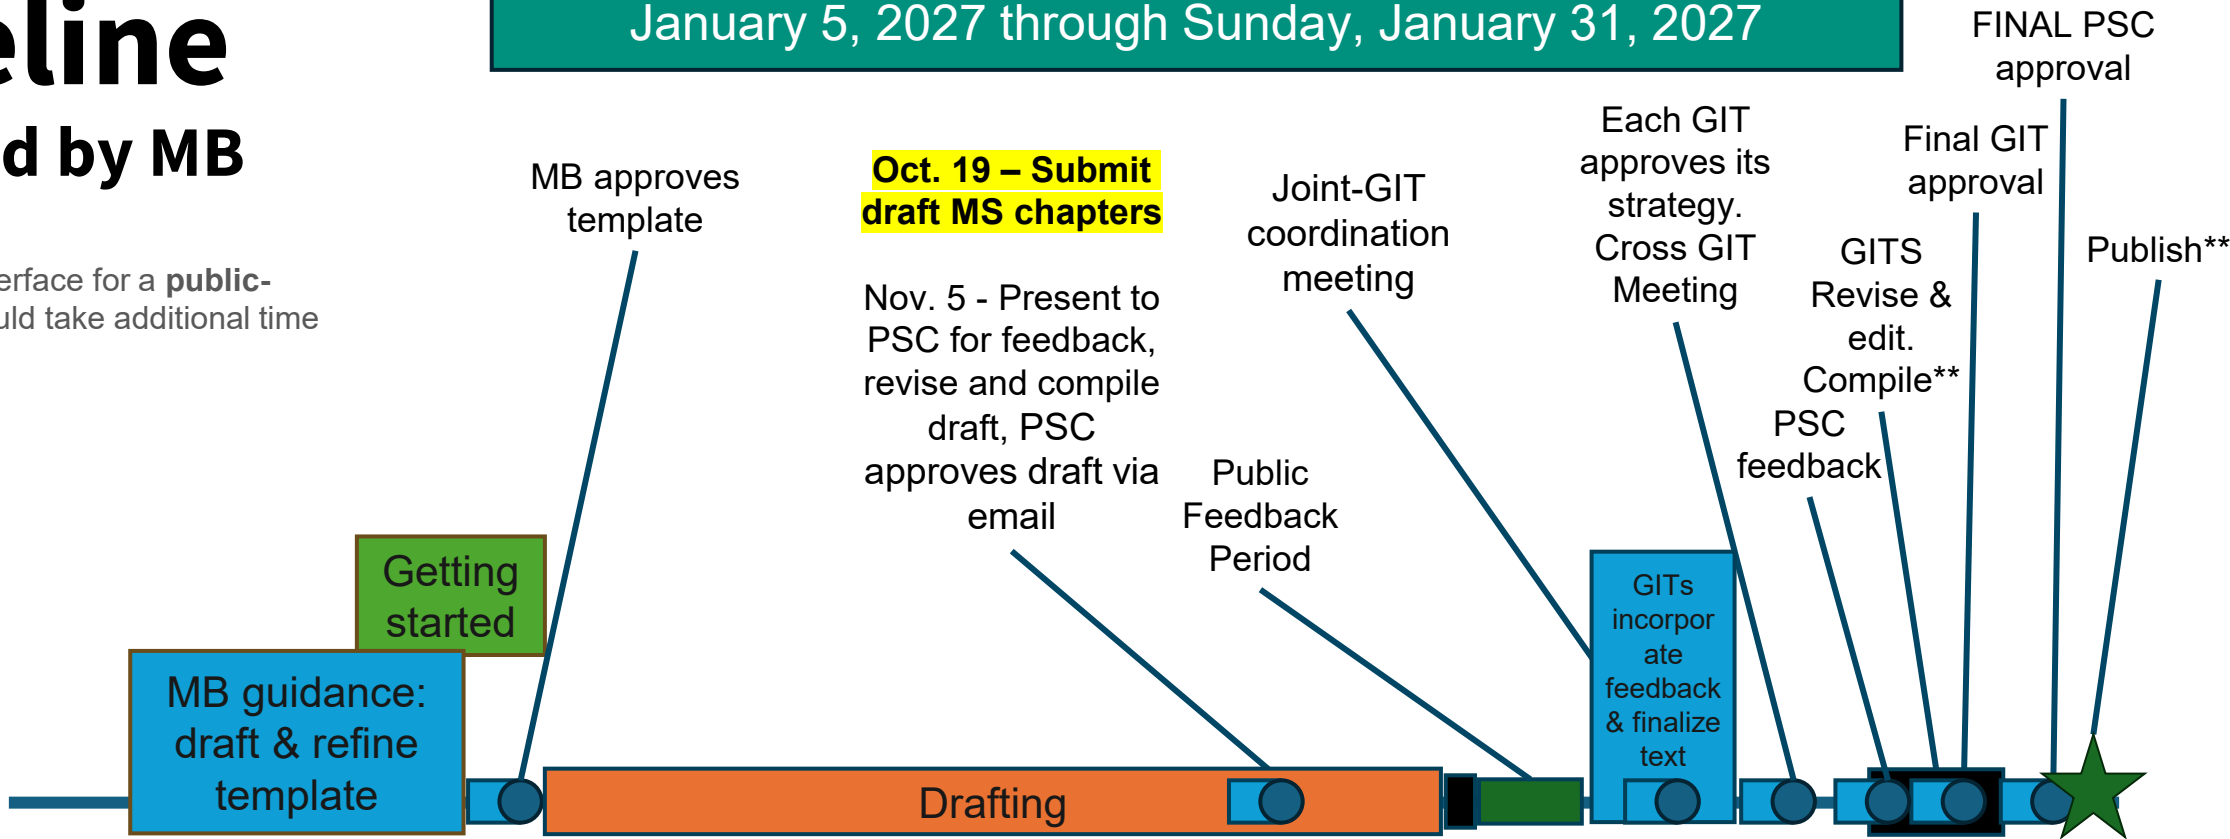 eline
d by MB
erface for a public-
uld take additional time
January 5, 2027 through Sunday, January 31, 2027
MB approves
template
Oct. 19 – Submit
draft MS chapters
Nov. 5 - Present to
PSC for feedback,
revise and compile
draft, PSC
approves draft via
email
Public
Feedback
Period
Joint-GIT
coordination
meeting
Each GIT
approves its
strategy.
Cross GIT
Meeting
PSC
feedback
GITS
Revise &
edit.
Compile**
Final GIT
approval
FINAL PSC
approval
Publish**
Getting
started
MB guidance:
draft & refine
template
Drafting
GITs
incorpor
ate
feedback
& finalize
text